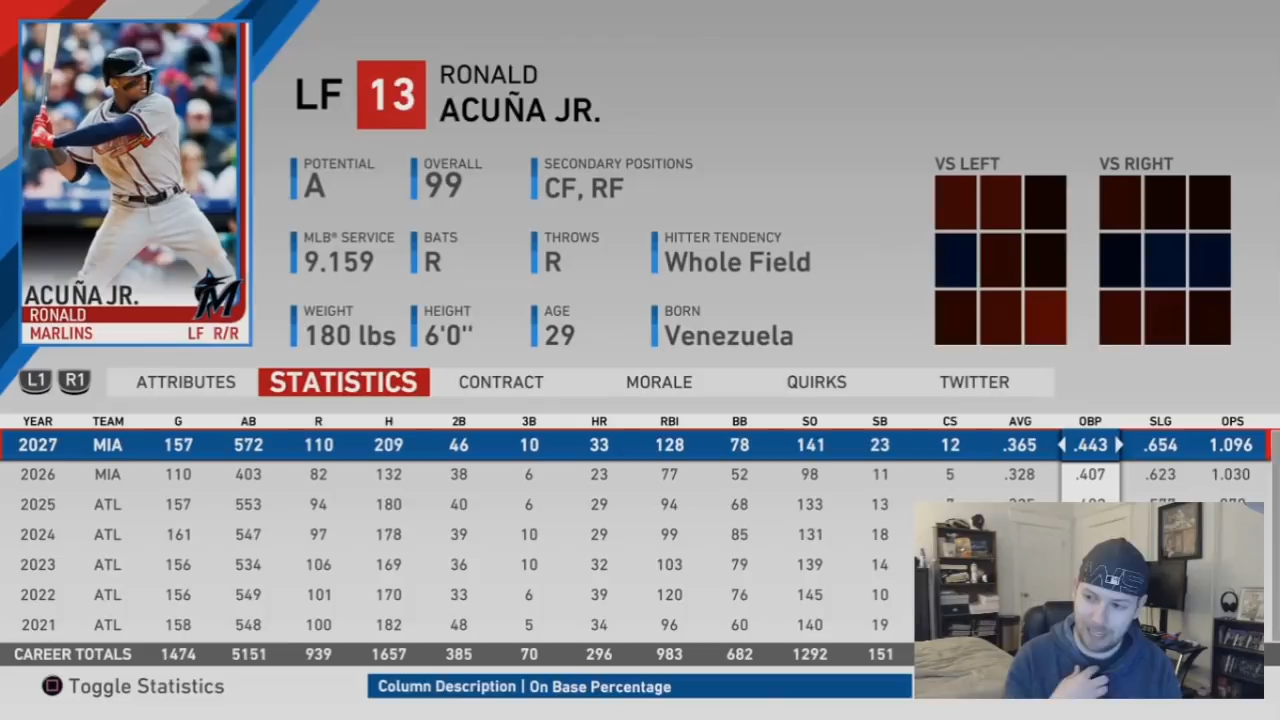 LF 13 RONALD
ACUÑA JR.
POTENTIAL OVERALL SECONDARY POSITIONS
A 99 CF, RF
MLB® SERVICE BATS THROWS HITTER TENDENCY
9.159 R R Whole Field
WEIGHT HEIGHT AGE BORN
180 lbs 6'0" 29 Venezuela
VS LEFT VS RIGHT
ACUÑA JR.
RONALD
MARLINS LF R/R
L1 R1 ATTRIBUTES STATISTICS CONTRACT MORALE QUIRKS TWITTER
YEAR TEAM G AB R H 2B 3B HR RBI BB SO SB CS AVG OBP SLG OPS
2027 MIA 157 572 110 209 46 10 33 128 78 141 23 12 .365 .443 .654 1.096
2026 MIA 110 403 82 132 38 6 23 77 52 98 11 5 .328 .407 .623 1.030
2025 ATL 157 553 94 180 40 6 29 94 68 133 13
2024 ATL 161 547 97 178 39 10 29 99 85 131 18
2023 ATL 156 534 106 169 36 10 32 103 79 139 14
2022 ATL 156 549 101 170 33 6 39 120 76 145 10
2021 ATL 158 548 100 182 48 5 34 96 60 140 19
CAREER TOTALS 1474 5151 939 1657 385 70 296 983 682 1292 151
Toggle Statistics
Column Description | On Base Percentage